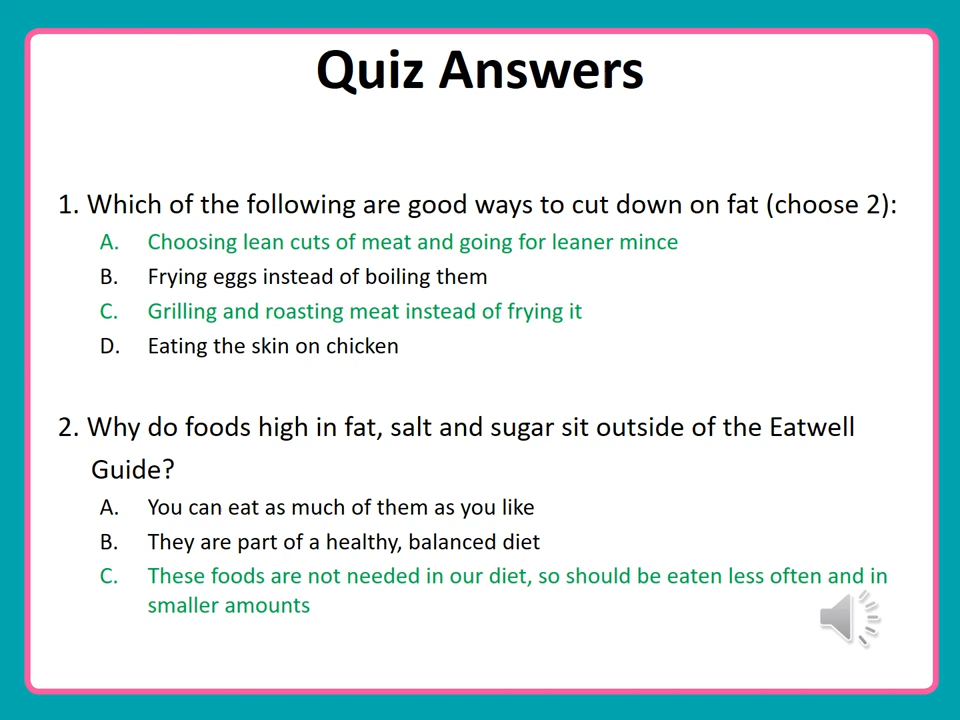 Quiz Answers
1. Which of the following are good ways to cut down on fat (choose 2):
A. Choosing lean cuts of meat and going for leaner mince
B. Frying eggs instead of boiling them
C. Grilling and roasting meat instead of frying it
D. Eating the skin on chicken
2. Why do foods high in fat, salt and sugar sit outside of the Eatwell
Guide?
A. You can eat as much of them as you like
B. They are part of a healthy, balanced diet
C. These foods are not needed in our diet, so should be eaten less often and in
smaller amounts